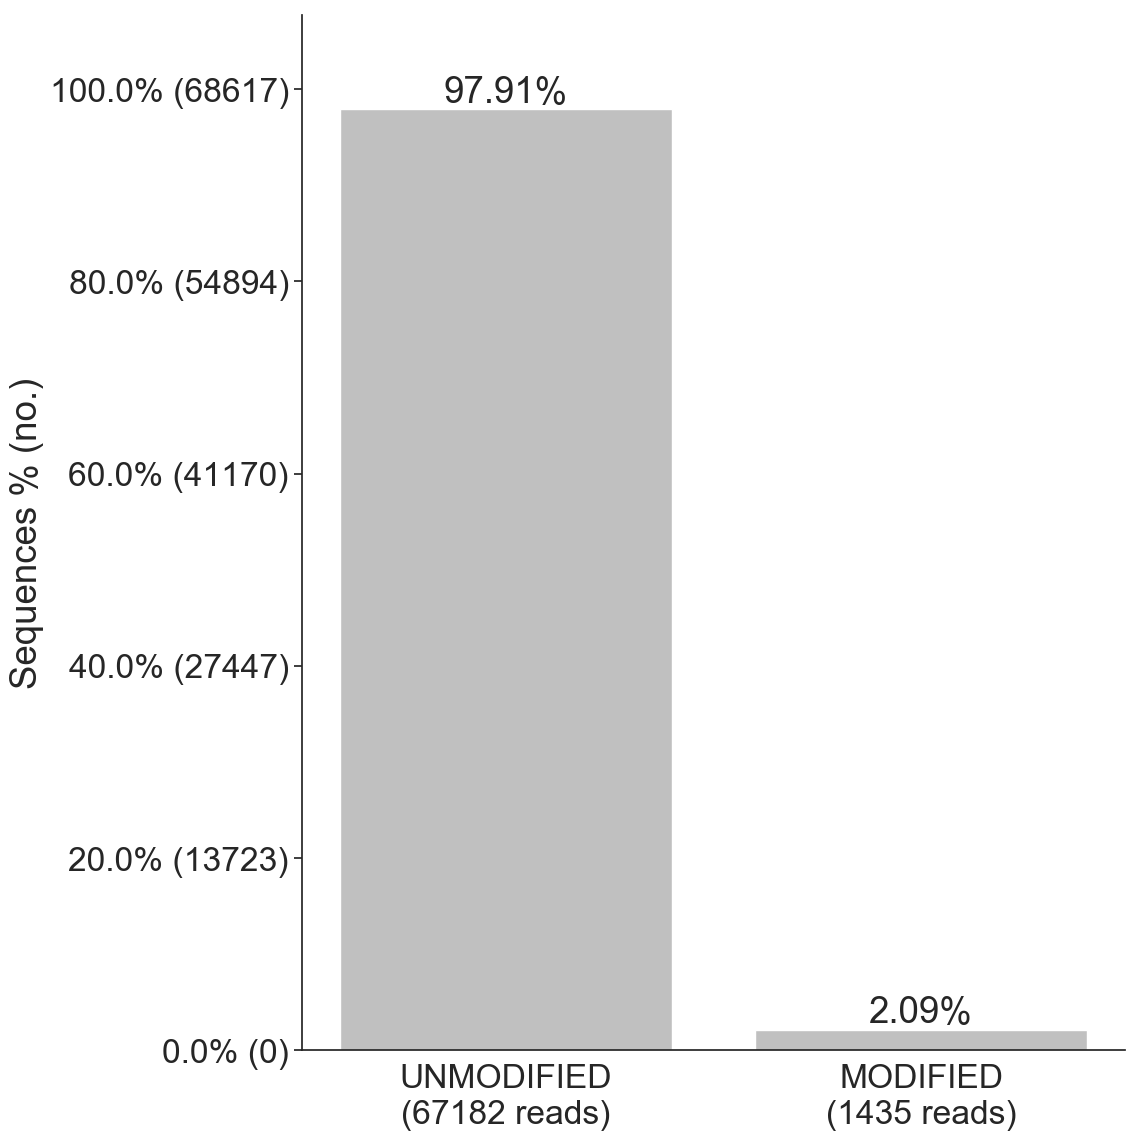 Sequences % (no.)
100.0% (68617)
80.0% (54894)
60.0% (41170)
40.0% (27447)
20.0% (13723)
0.0% (0)
97.91%
2.09%
UNMODIFIED
(67182 reads)
MODIFIED
(1435 reads)